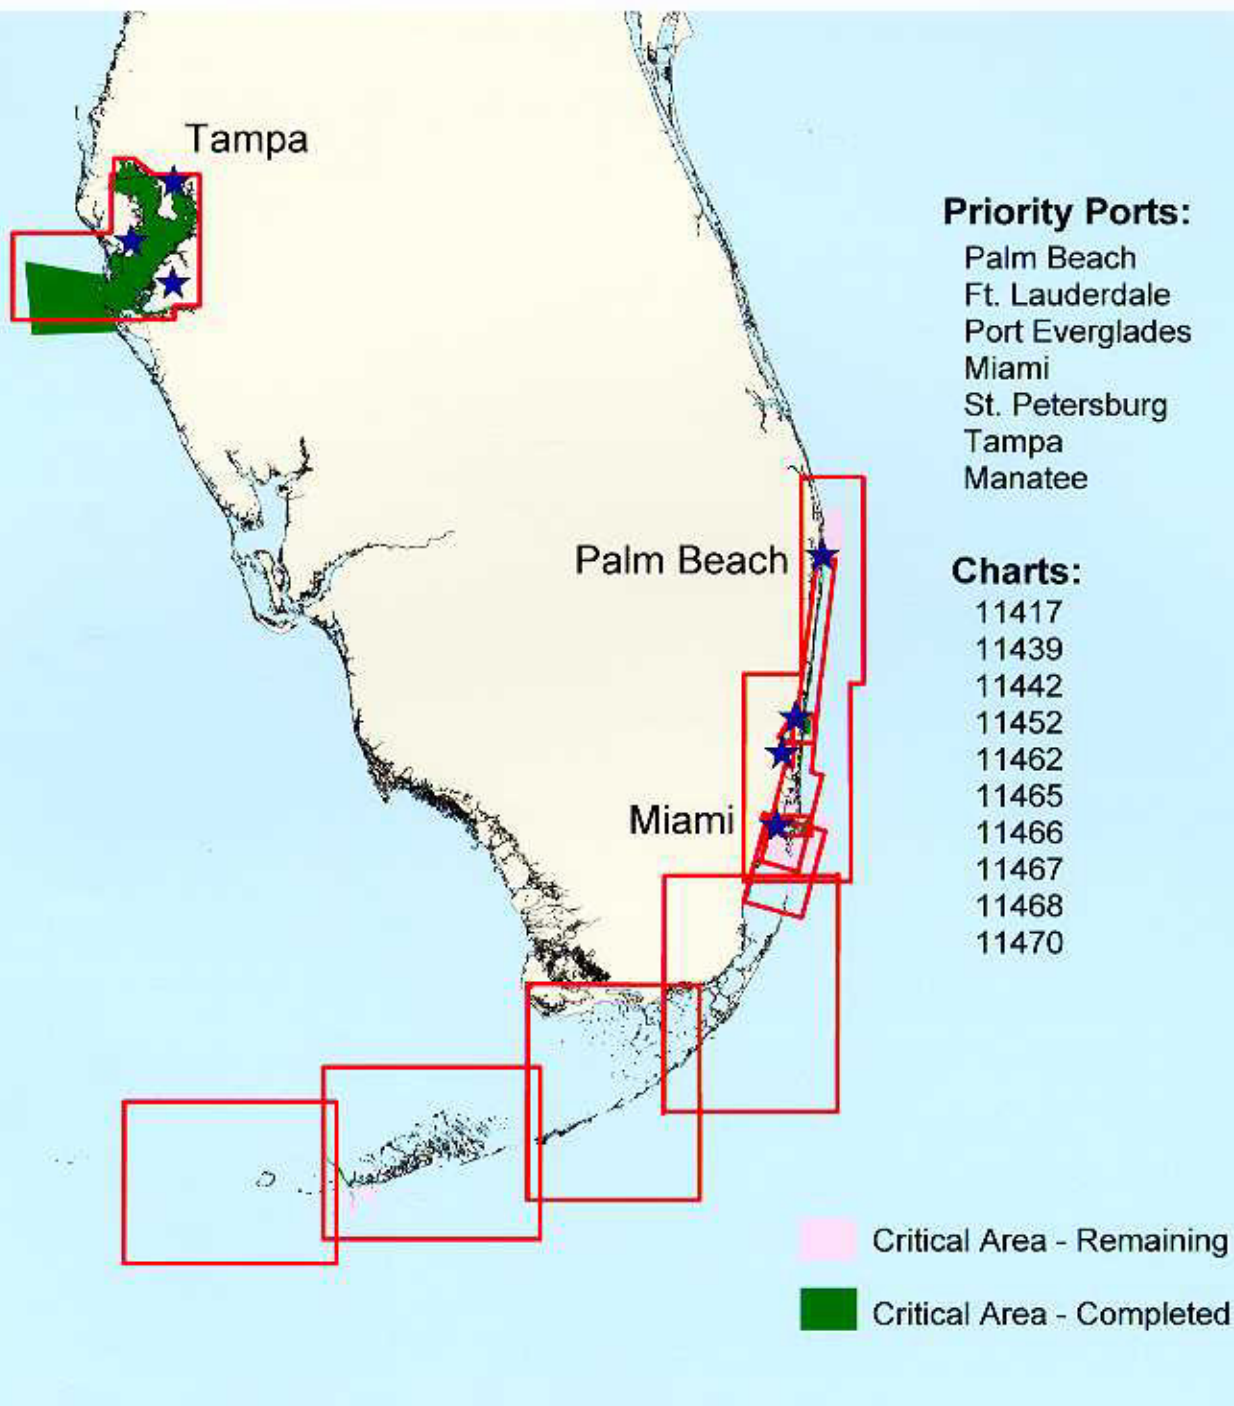 Tampa
Palm Beach
Miami
Priority Ports:
Palm Beach
Ft. Lauderdale
Port Everglades
Miami
St. Petersburg
Tampa
Manatee
Charts:
11417
11439
11442
11452
11462
11465
11466
11467
11468
11470
Critical Area - Remaining
Critical Area - Completed